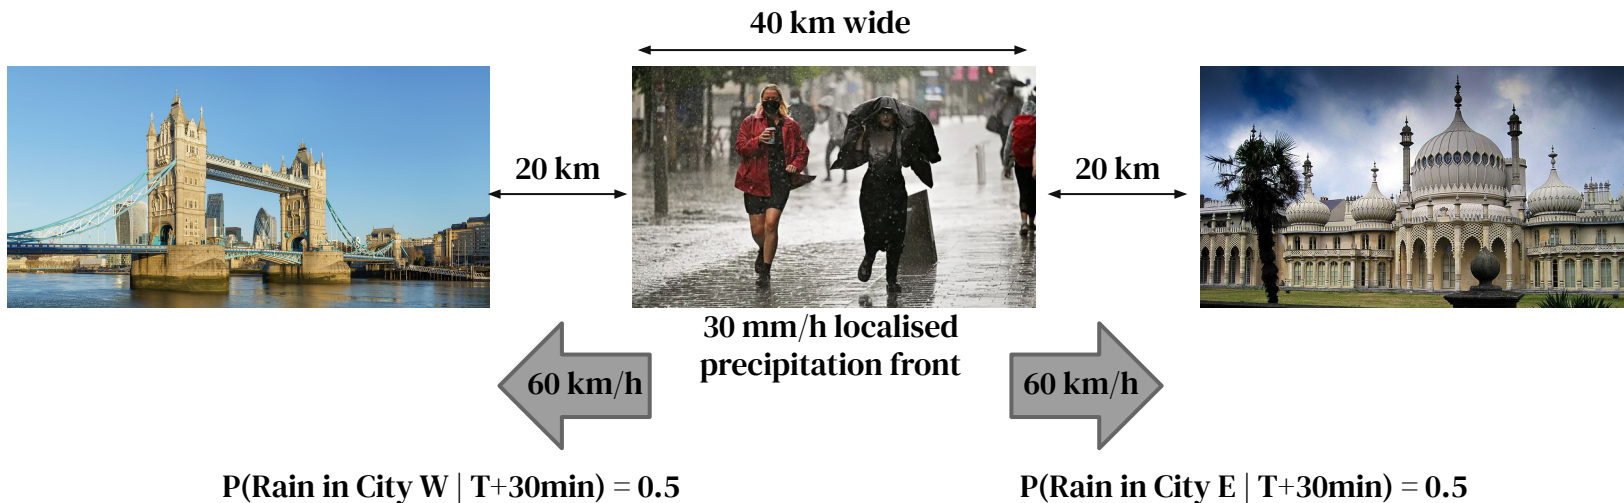 40 km wide
20 km
20 km
30 mm/h localised
precipitation front
60 km/h
60 km/h
P(Rain in City W | T+30min) = 0.5
P(Rain in City E | T+30min) = 0.5